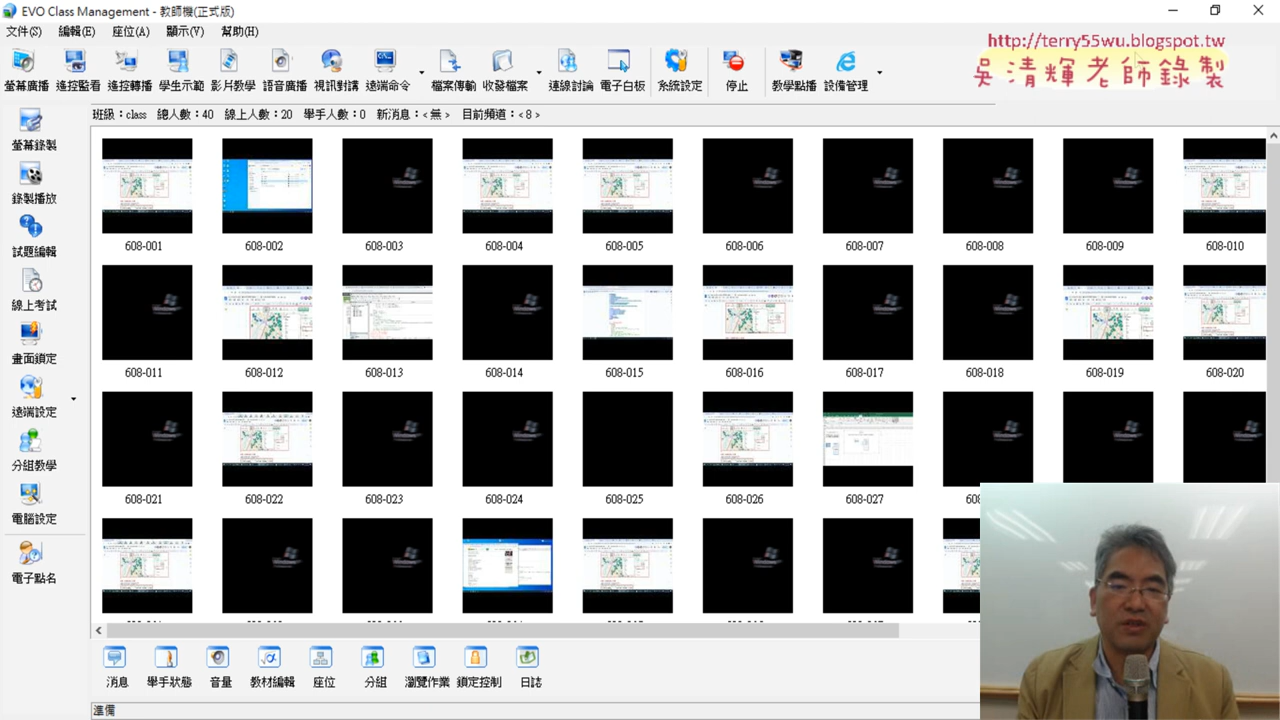 EVO Class Management - 教師機(正式版)
文件(S) 編輯(E) 座位(A) 顯示(V) 幫助(H)
http://terry55wu.blogspot.tw
吳清輝老師錄製
螢幕廣播 遠控監看 遠控轉播 學生示範 影片教學 語音廣播 視訊對講 遠端命令 檔案傳輸 收發檔案 連線討論 電子白板 系統設定 停止 教學點播 設備管理
班級：class 總人數：40 線上人數：20 舉手人數：0 新消息：< 無 > 目前頻道：< 8 >
螢幕錄製
錄製播放
試題編輯
線上考試
畫面鎖定
遠端設定
分組教學
電腦設定
電子點名
608-001 608-002 608-003 608-004 608-005 608-006 608-007 608-008 608-009 608-010
608-011 608-012 608-013 608-014 608-015 608-016 608-017 608-018 608-019 608-020
608-021 608-022 608-023 608-024 608-025 608-026 608-027
消息 舉手狀態 音量 教材編輯 座位 分組 瀏覽作業 鎖定控制 日誌
準備